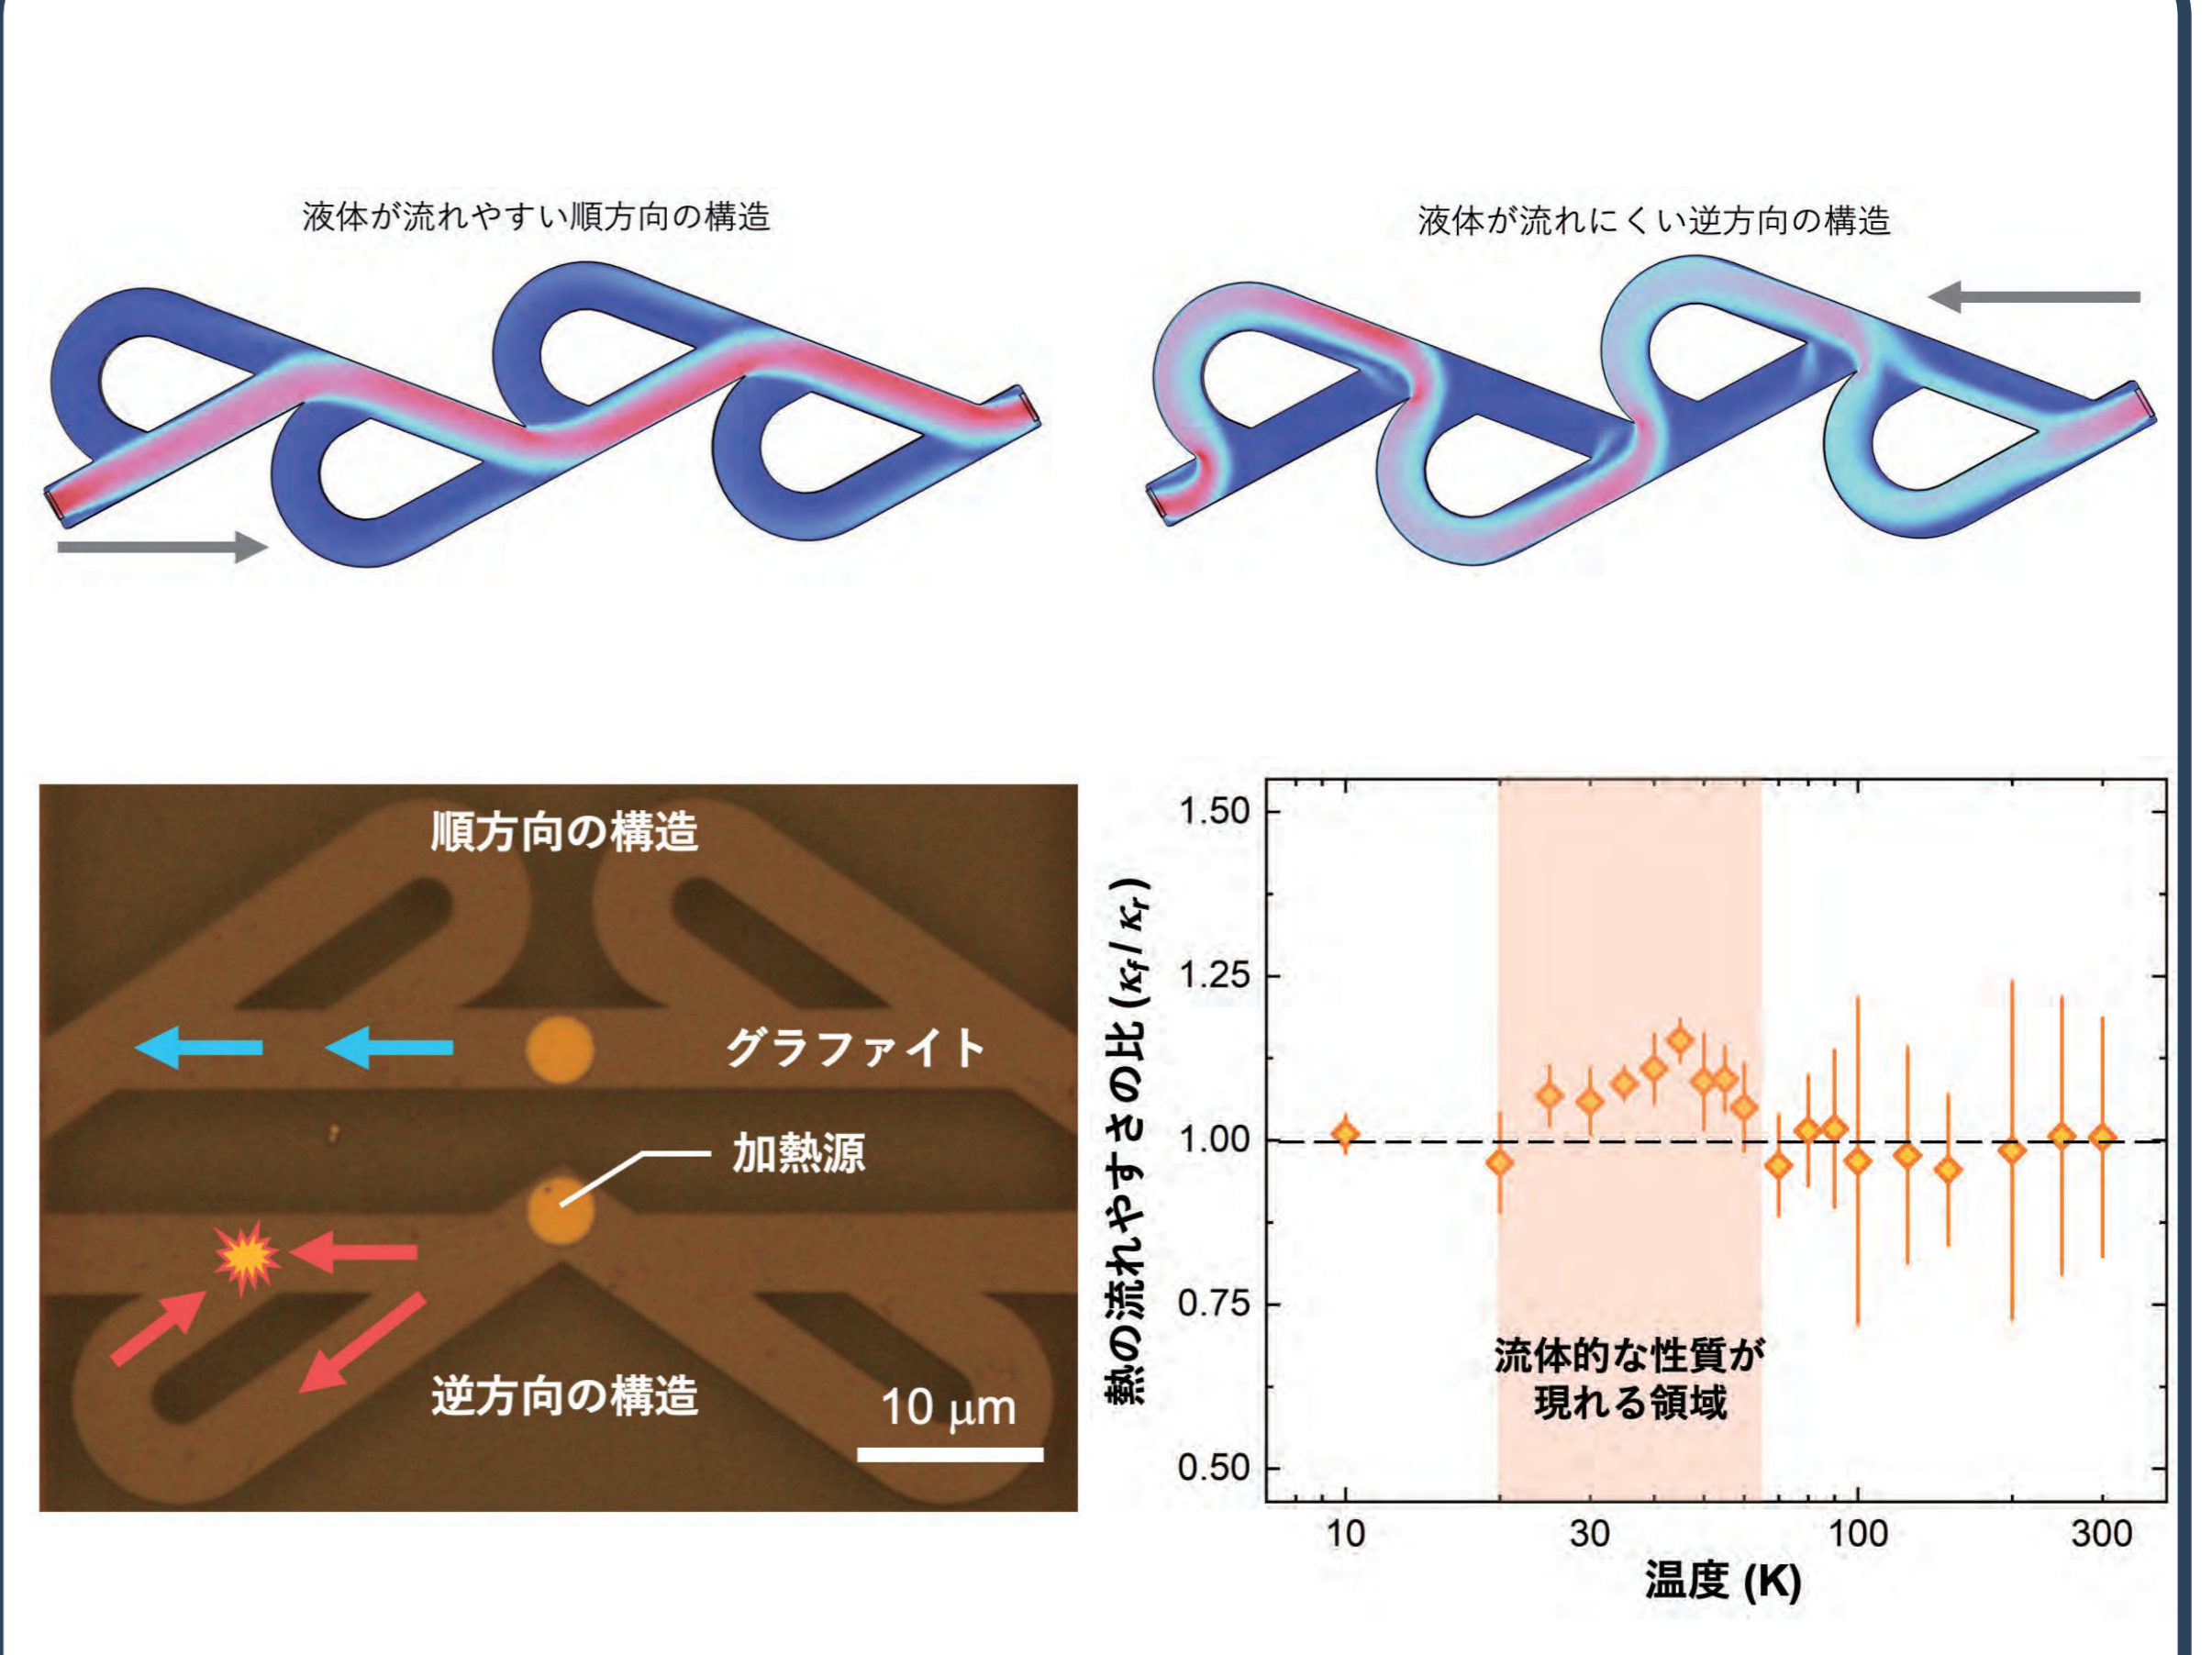 液体が流れやすい順方向の構造
液体が流れにくい逆方向の構造
順方向の構造
グラファイト
加熱源
逆方向の構造
10 μm
熱の流れやすさの比 (κf / κr)
1.50
1.25
1.00
0.75
0.50
流体的な性質が
現れる領域
10
30
100
300
温度 (K)